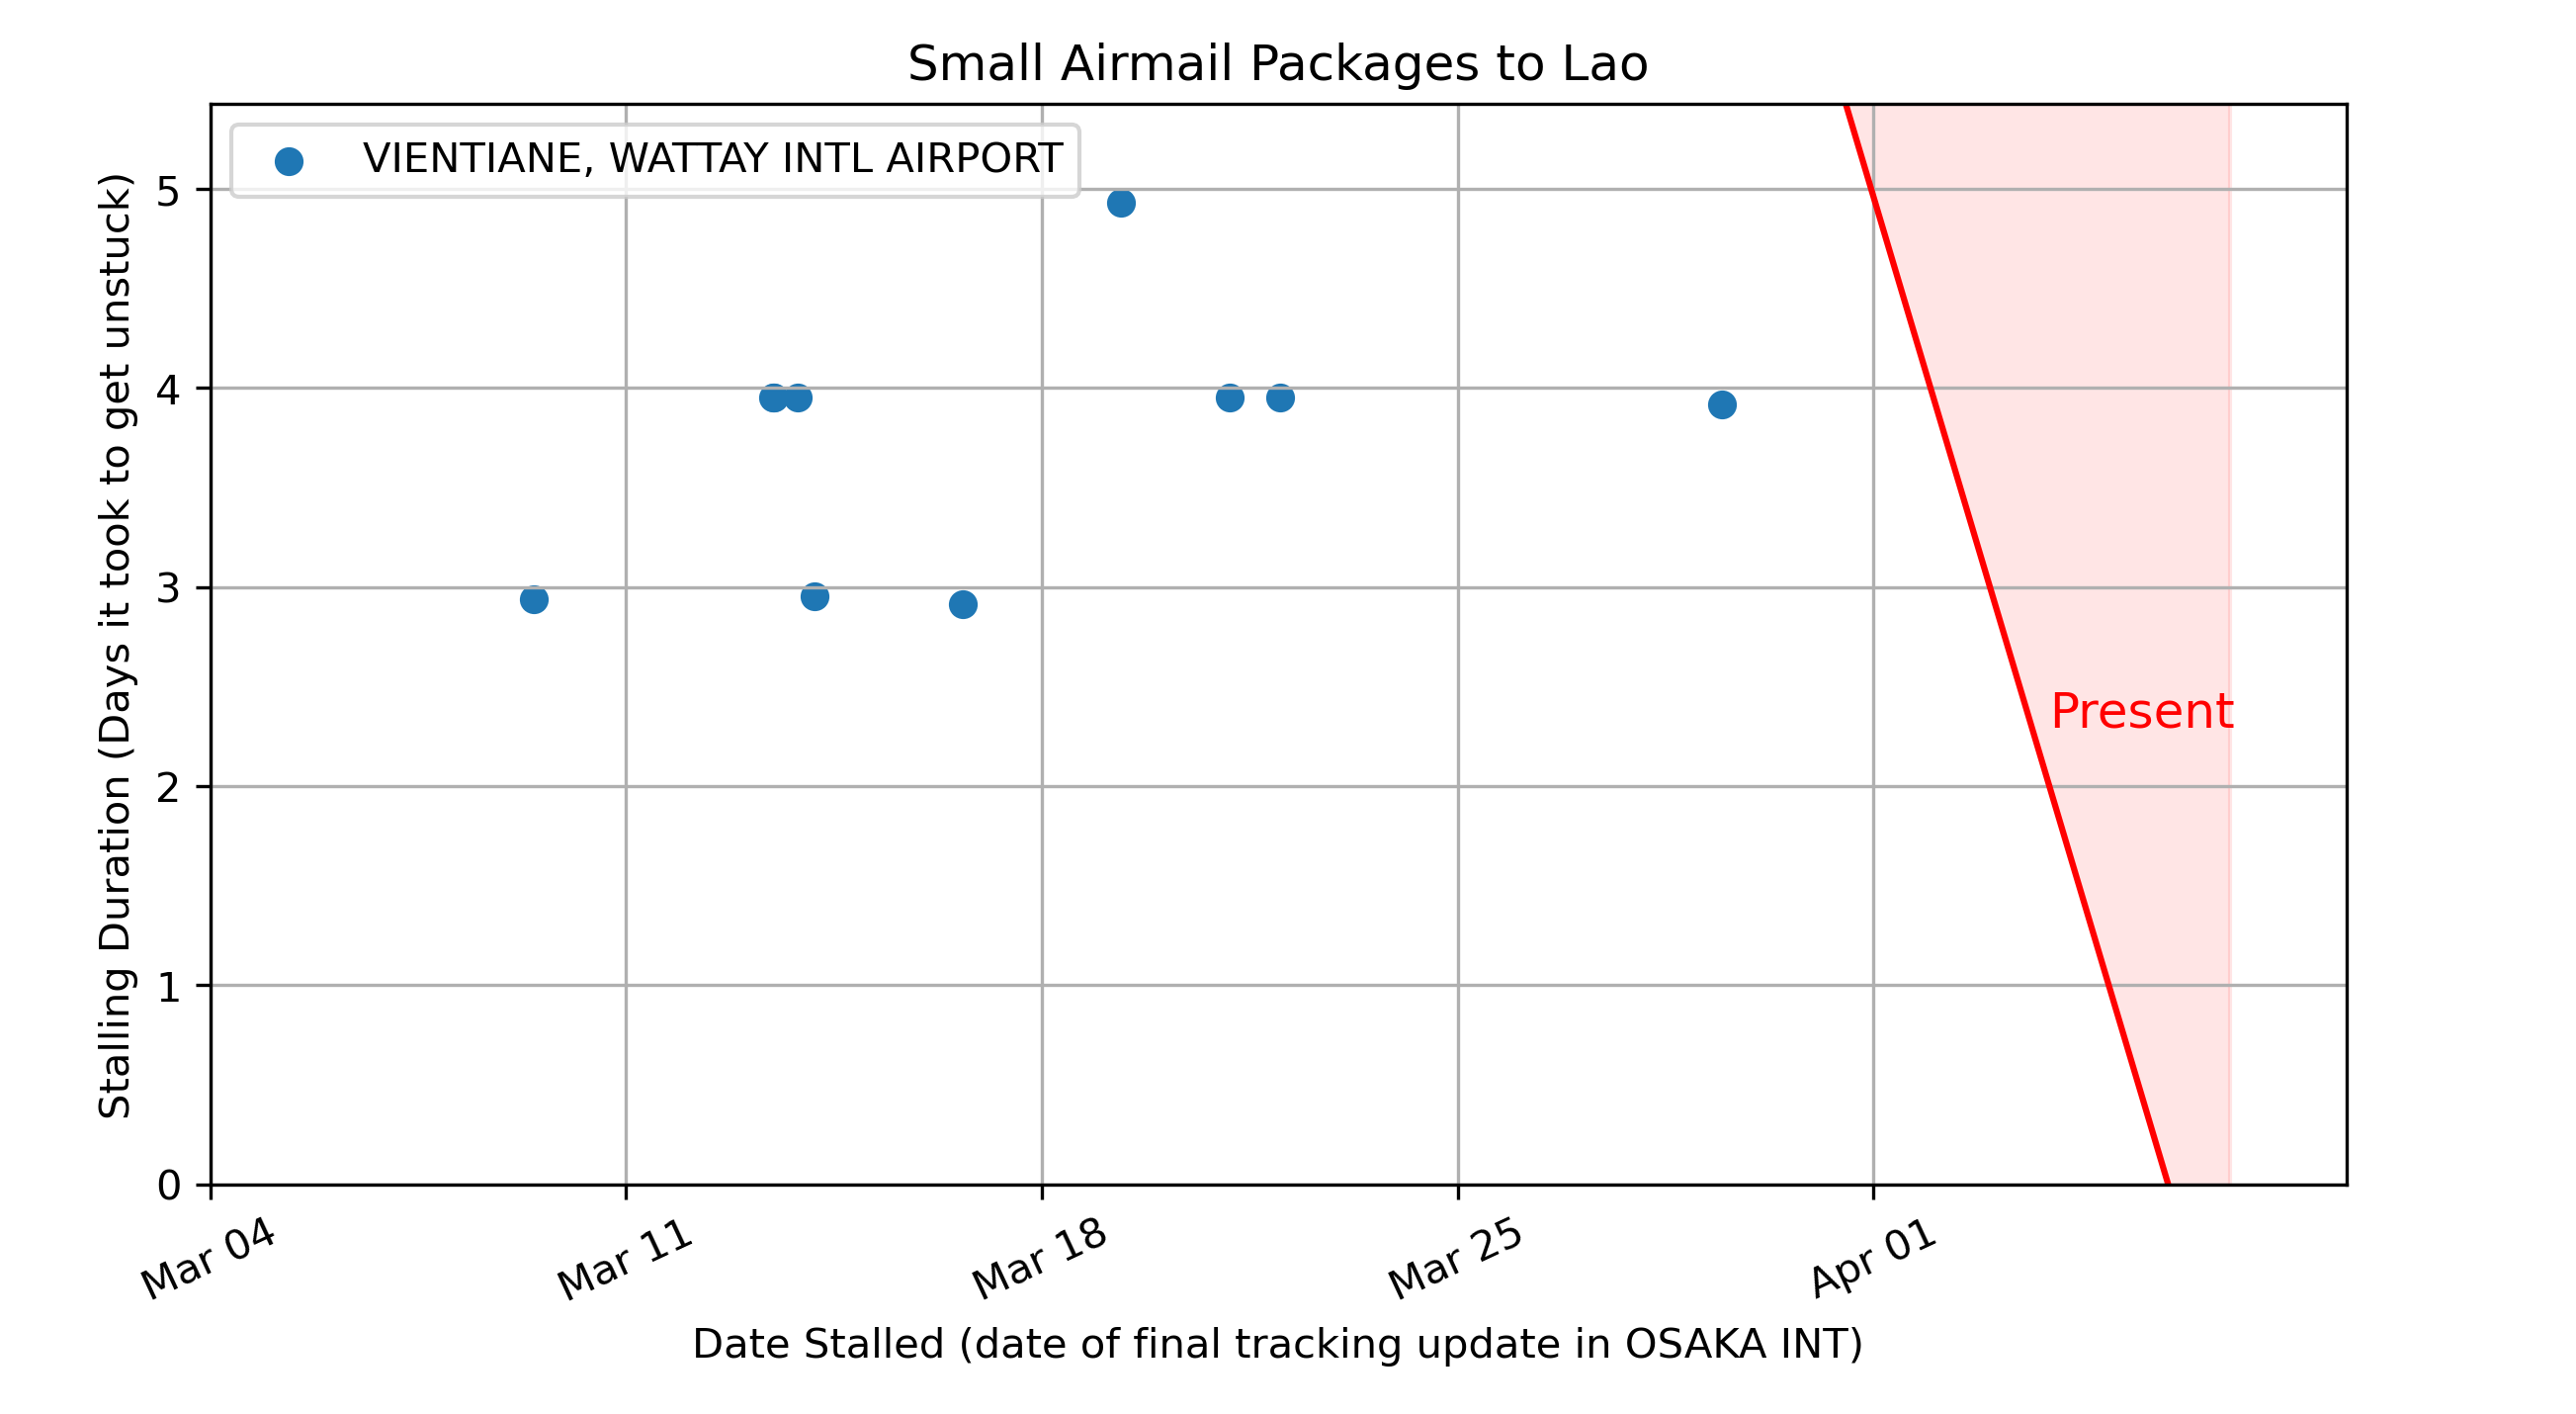 Small Airmail Packages to Lao
VIENTIANE, WATTAY INTL AIRPORT
Stalling Duration (Days it took to get unstuck)
5
4
3
2
1
0
Present
Mar 04
Mar 11
Mar 18
Mar 25
Apr 01
Date Stalled (date of final tracking update in OSAKA INT)